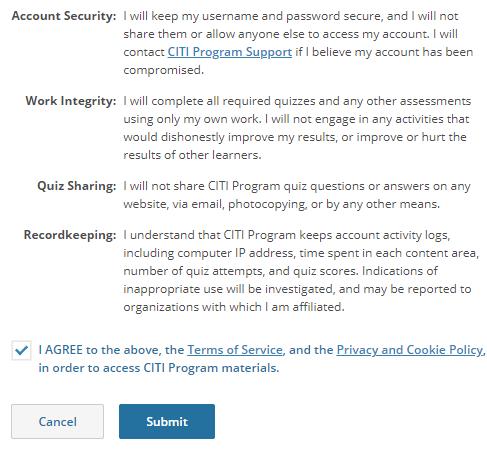 Account Security: I will keep my username and password secure, and I will not
share them or allow anyone else to access my account. I will
contact CITI Program Support if I believe my account has been
compromised.
Work Integrity: I will complete all required quizzes and any other assessments
using only my own work. I will not engage in any activities that
would dishonestly improve my results, or improve or hurt the
results of other learners.
Quiz Sharing: I will not share CITI Program quiz questions or answers on any
website, via email, photocopying, or by any other means.
Recordkeeping: I understand that CITI Program keeps account activity logs,
including computer IP address, time spent in each content area,
number of quiz attempts, and quiz scores. Indications of
inappropriate use will be investigated, and may be reported to
organizations with which I am affiliated.
I AGREE to the above, the Terms of Service, and the Privacy and Cookie Policy,
in order to access CITI Program materials.
Cancel Submit